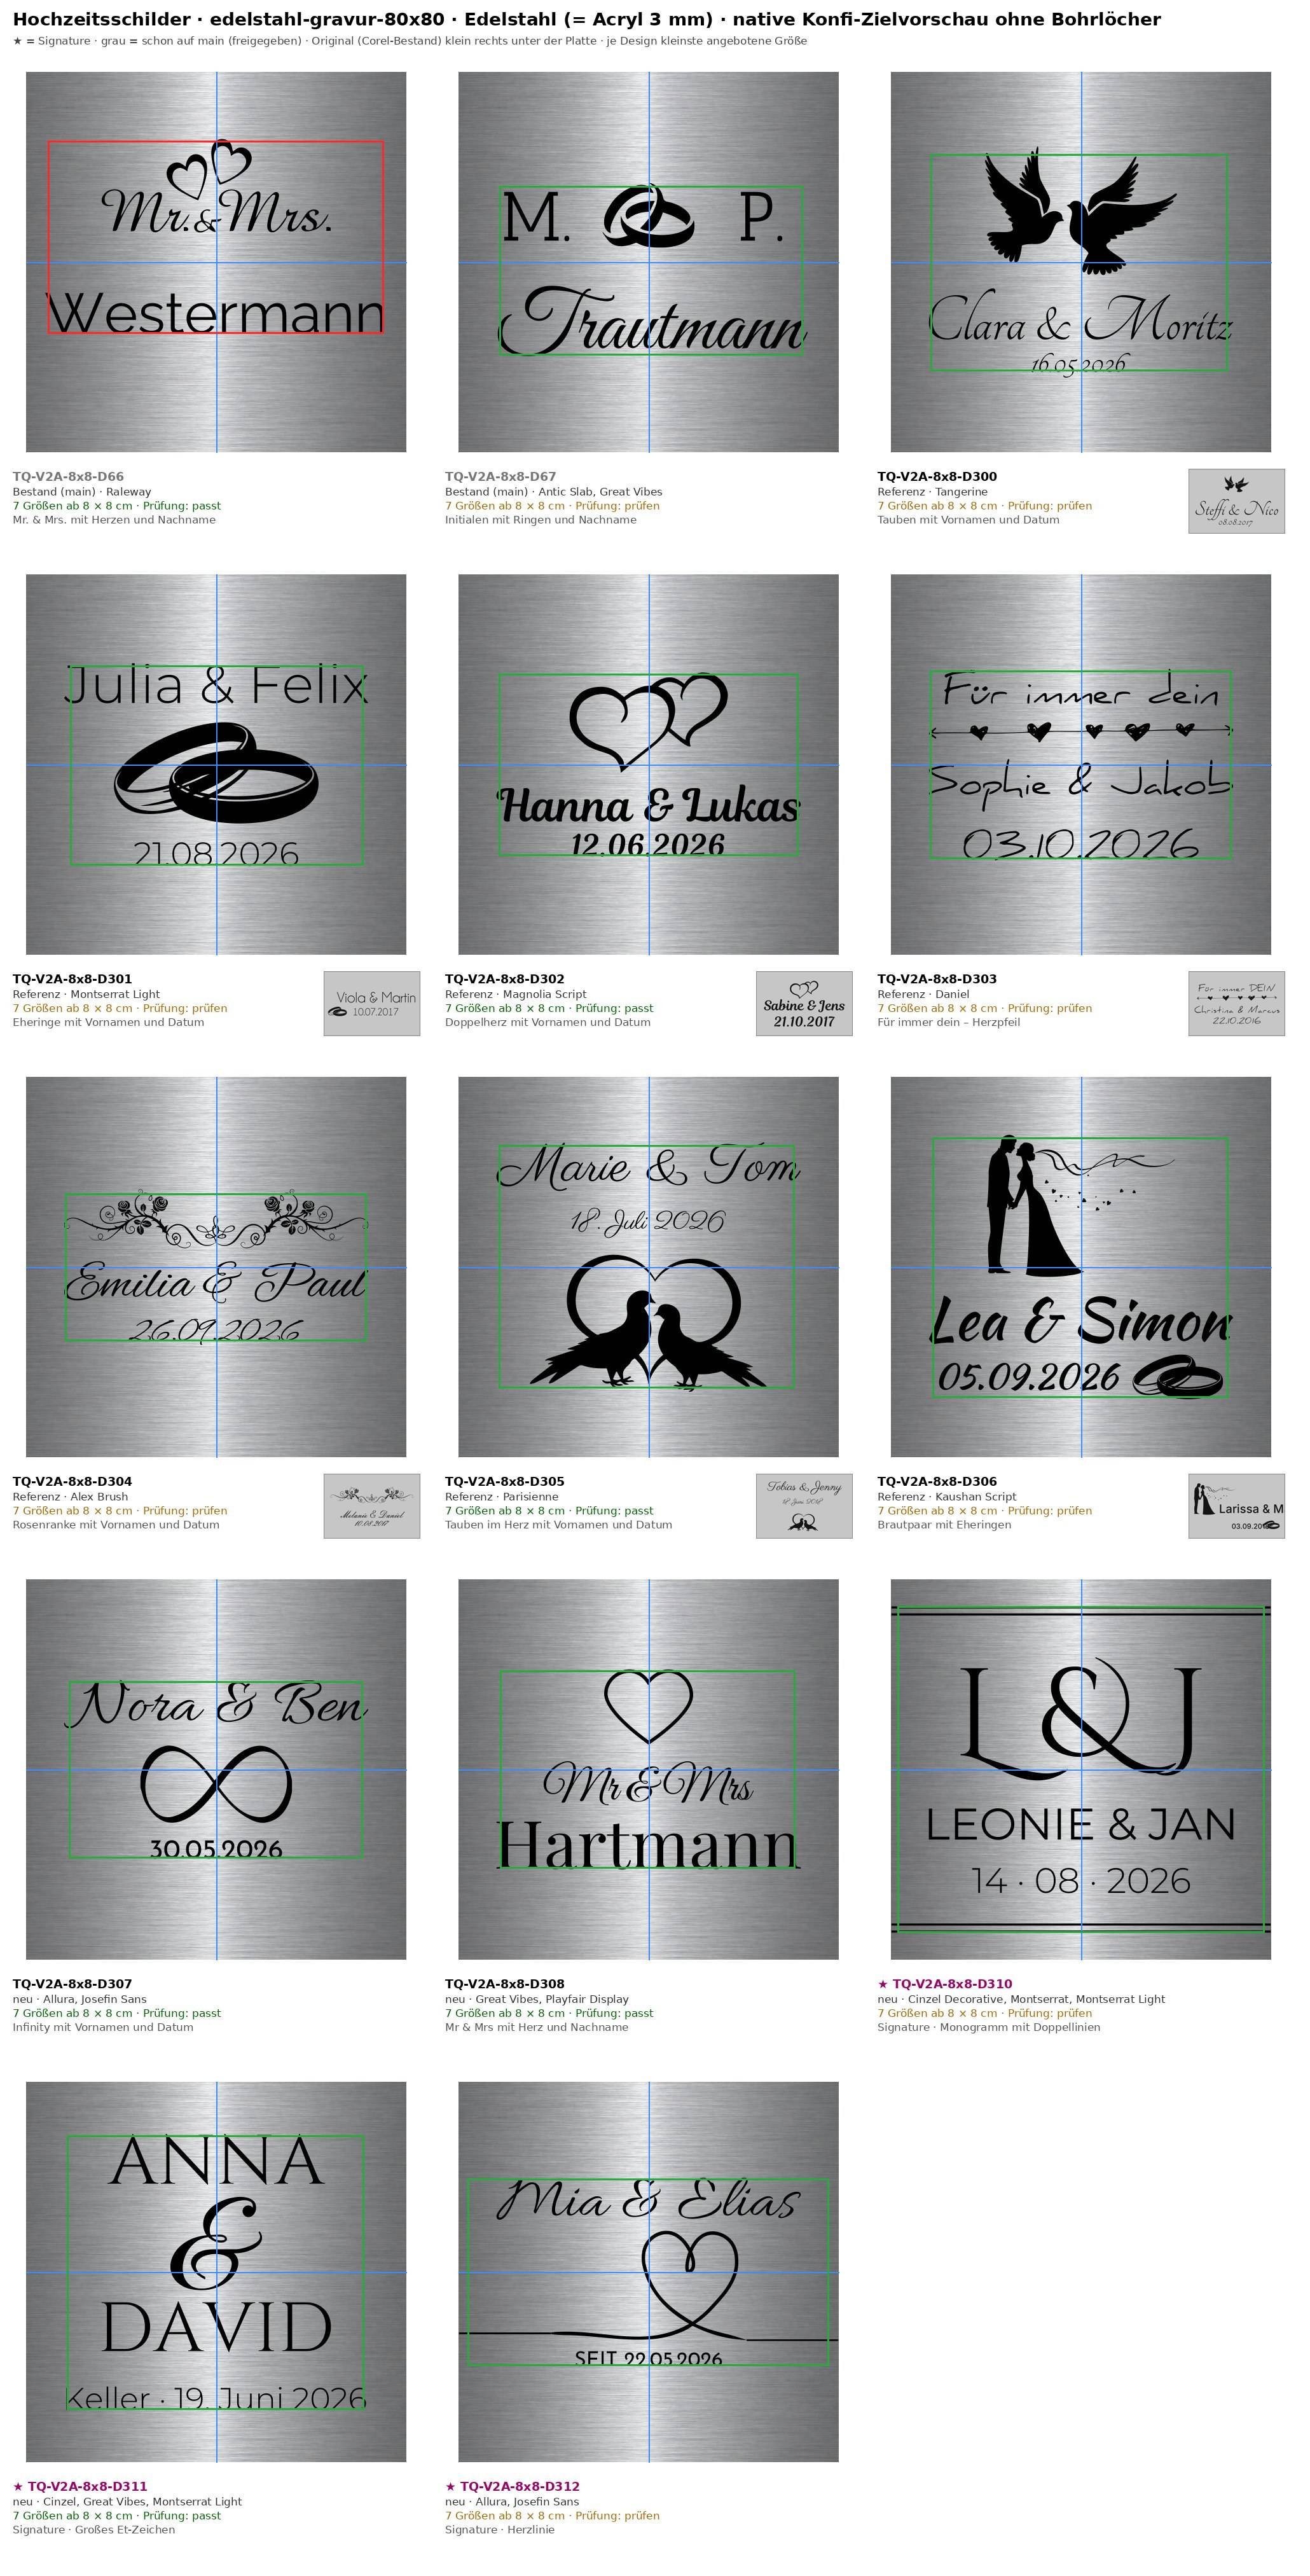 Hochzeitsschilder · edelstahl-gravur-80x80 · Edelstahl (= Acryl 3 mm) · native Konfi-Zielvorschau ohne Bohrlöcher
★ = Signature · grau = schon auf main (freigegeben) · Original (Corel-Bestand) klein rechts unter der Platte · je Design kleinste angebotene Größe
Mr. & Mrs.
Westermann
TQ-V2A-8x8-D66
Bestand (main) · Raleway
7 Größen ab 8 × 8 cm · Prüfung: passt
Mr. & Mrs. mit Herzen und Nachname
M. P.
Trautmann
TQ-V2A-8x8-D67
Bestand (main) · Antic Slab, Great Vibes
7 Größen ab 8 × 8 cm · Prüfung: prüfen
Initialen mit Ringen und Nachname
Clara & Moritz
16.05.2026
TQ-V2A-8x8-D300
Referenz · Tangerine
7 Größen ab 8 × 8 cm · Prüfung: prüfen
Tauben mit Vornamen und Datum
Steffi & Nico
08.08.2017
Julia & Felix
21.08.2026
TQ-V2A-8x8-D301
Referenz · Montserrat Light
7 Größen ab 8 × 8 cm · Prüfung: prüfen
Eheringe mit Vornamen und Datum
Viola & Martin
10.07.2017
Hanna & Lukas
12.06.2026
TQ-V2A-8x8-D302
Referenz · Magnolia Script
7 Größen ab 8 × 8 cm · Prüfung: passt
Doppelherz mit Vornamen und Datum
Sabine & Jens
21.10.2017
Für immer dein
Sophie & Jakob
03.10.2026
TQ-V2A-8x8-D303
Referenz · Daniel
7 Größen ab 8 × 8 cm · Prüfung: prüfen
Für immer dein – Herzpfeil
Für immer DEIN
Christina & Marcus
22.10.2016
Emilia & Paul
26.09.2026
TQ-V2A-8x8-D304
Referenz · Alex Brush
7 Größen ab 8 × 8 cm · Prüfung: prüfen
Rosenranke mit Vornamen und Datum
Melanie & Daniel
Marie & Tom
18. Juli 2026
TQ-V2A-8x8-D305
Referenz · Parisienne
7 Größen ab 8 × 8 cm · Prüfung: passt
Tauben im Herz mit Vornamen und Datum
Tobias & Jenny
Lea & Simon
05.09.2026
TQ-V2A-8x8-D306
Referenz · Kaushan Script
7 Größen ab 8 × 8 cm · Prüfung: prüfen
Brautpaar mit Eheringen
Larissa & M
03.09.20
Nora & Ben
30.05.2026
TQ-V2A-8x8-D307
neu · Allura, Josefin Sans
7 Größen ab 8 × 8 cm · Prüfung: passt
Infinity mit Vornamen und Datum
Mr & Mrs
Hartmann
TQ-V2A-8x8-D308
neu · Great Vibes, Playfair Display
7 Größen ab 8 × 8 cm · Prüfung: passt
Mr & Mrs mit Herz und Nachname
L&J
LEONIE & JAN
14 · 08 · 2026
★ TQ-V2A-8x8-D310
neu · Cinzel Decorative, Montserrat, Montserrat Light
7 Größen ab 8 × 8 cm · Prüfung: prüfen
Signature · Monogramm mit Doppellinien
ANNA
&
DAVID
Keller · 19. Juni 2026
★ TQ-V2A-8x8-D311
neu · Cinzel, Great Vibes, Montserrat Light
7 Größen ab 8 × 8 cm · Prüfung: passt
Signature · Großes Et-Zeichen
Mia & Elias
SEIT 22.05.2026
★ TQ-V2A-8x8-D312
neu · Allura, Josefin Sans
7 Größen ab 8 × 8 cm · Prüfung: prüfen
Signature · Herzlinie